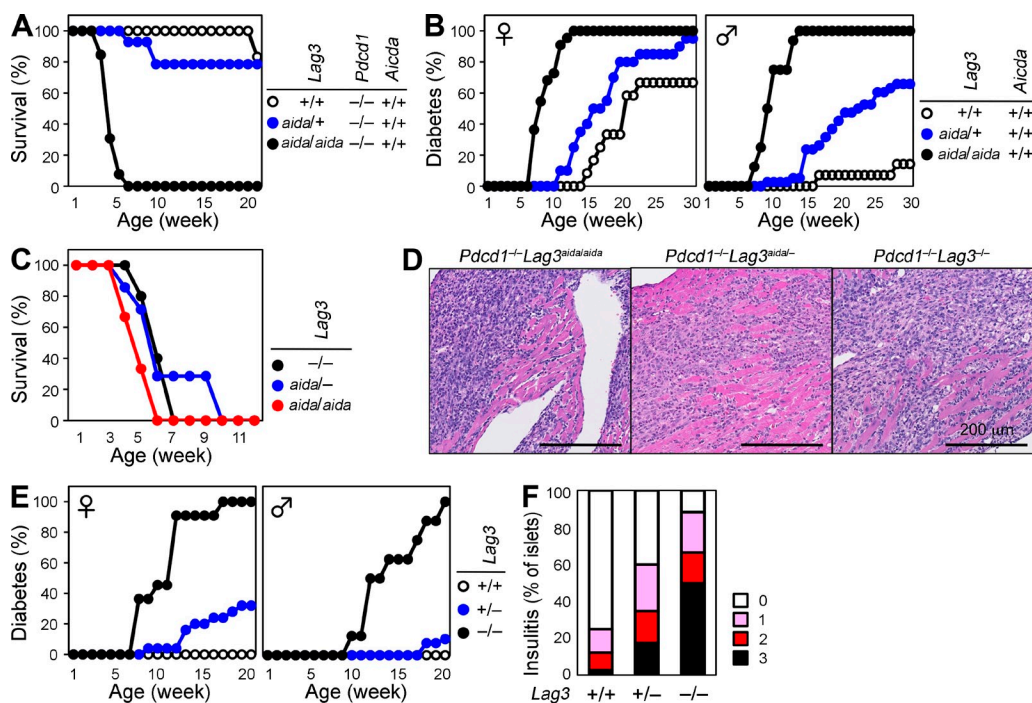 A
Survival (%)
100
80
60
40
20
0
1 5 10 15 20
Age (week)
Lag3 Pdcd1 Aicda
+/+ −/− +/+
aida/+ −/− +/+
aida/aida −/− +/+
B
Diabetes (%)
100
80
60
40
20
0
♀
1 5 10 15 20 25 30
Age (week)
♂
1 5 10 15 20 25 30
Age (week)
Lag3 Aicda
+/+ +/+
aida/+ +/+
aida/aida +/+
C
Survival (%)
100
80
60
40
20
0
1 3 5 7 9 11
Age (week)
Lag3
−/−
aida/−
aida/aida
D
Pdcd1−/−Lag3aida/aida
Pdcd1−/−Lag3aida/−
Pdcd1−/−Lag3−/−
200 µm
E
Diabetes (%)
100
80
60
40
20
0
♀
1 5 10 15 20
Age (week)
♂
1 5 10 15 20
Age (week)
Lag3
+/+
+/−
−/−
F
Insulitis (% of islets)
100
80
60
40
20
0
Lag3 +/+ +/− −/−
0
1
2
3